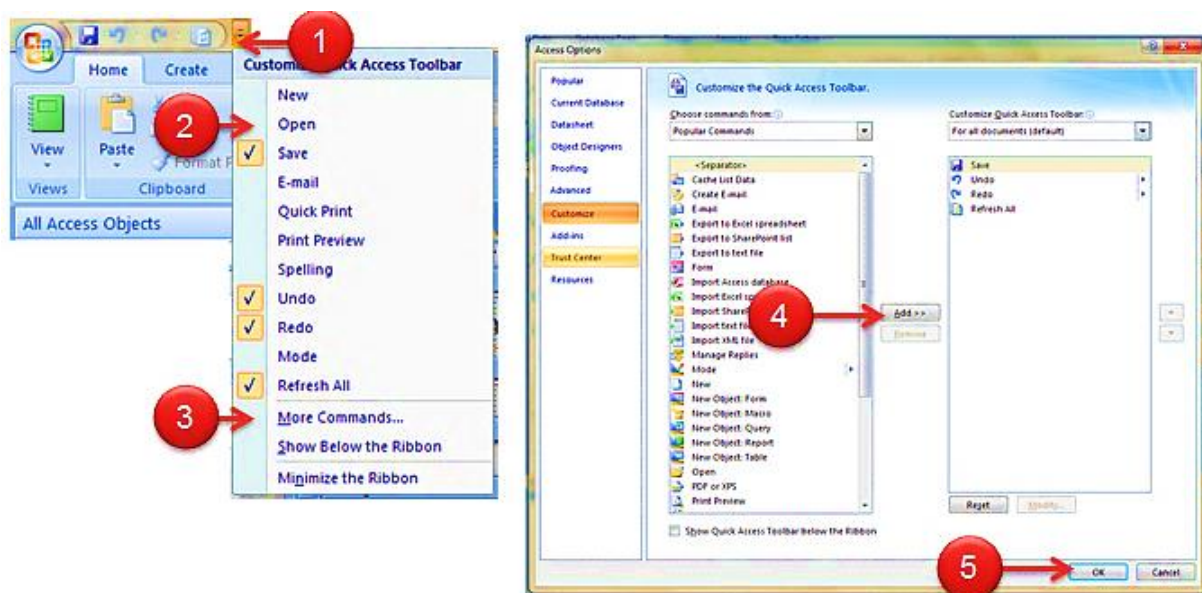 1
Home Create
Customize Quick Access Toolbar
New
2
Open
Save
View
Paste
Format
E-mail
Views
Clipboard
Quick Print
All Access Objects
Print Preview
Spelling
Undo
Redo
Mode
Refresh All
3
More Commands...
Show Below the Ribbon
Minimize the Ribbon
Access Options
Popular
Current Database
Datasheet
Object Designers
Proofing
Advanced
Customize
Add-ins
Trust Center
Resources
Customize the Quick Access Toolbar.
Choose commands from:
Popular Commands
<Separator>
Cache List Data
Create E-mail
E-mail
Export to Excel spreadsheet
Export to SharePoint list
Export to text file
Form
Import Access database
Import Excel
Import
Import text file
Import XML file
Manage Replies
Mode
New
New Object: Form
New Object: Macro
New Object: Query
New Object: Report
New Object: Table
Open
PDF or XPS
Print Preview
Show Quick Access Toolbar below the Ribbon
4
Add >>
Remove
Customize Quick Access Toolbar:
For all documents (default)
Save
Undo
Redo
Refresh All
Reset
Modify...
5
OK
Cancel